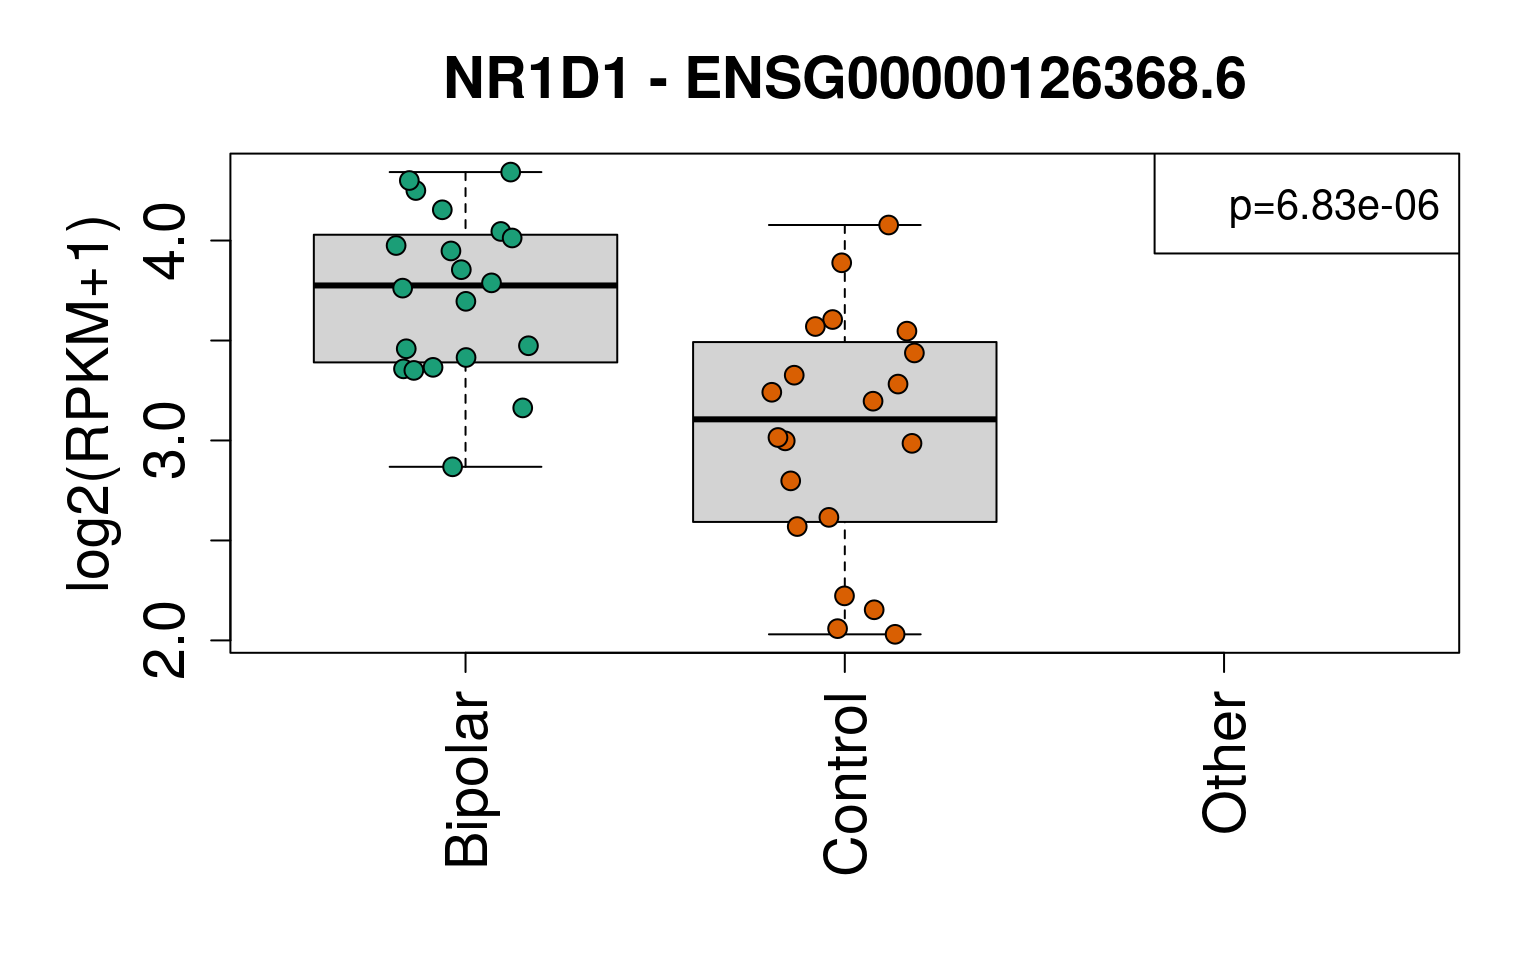 NR1D1 - ENSG00000126368.6
p=6.83e-06
log2(RPKM+1)
4.0
3.0
2.0
Bipolar
Control
Other